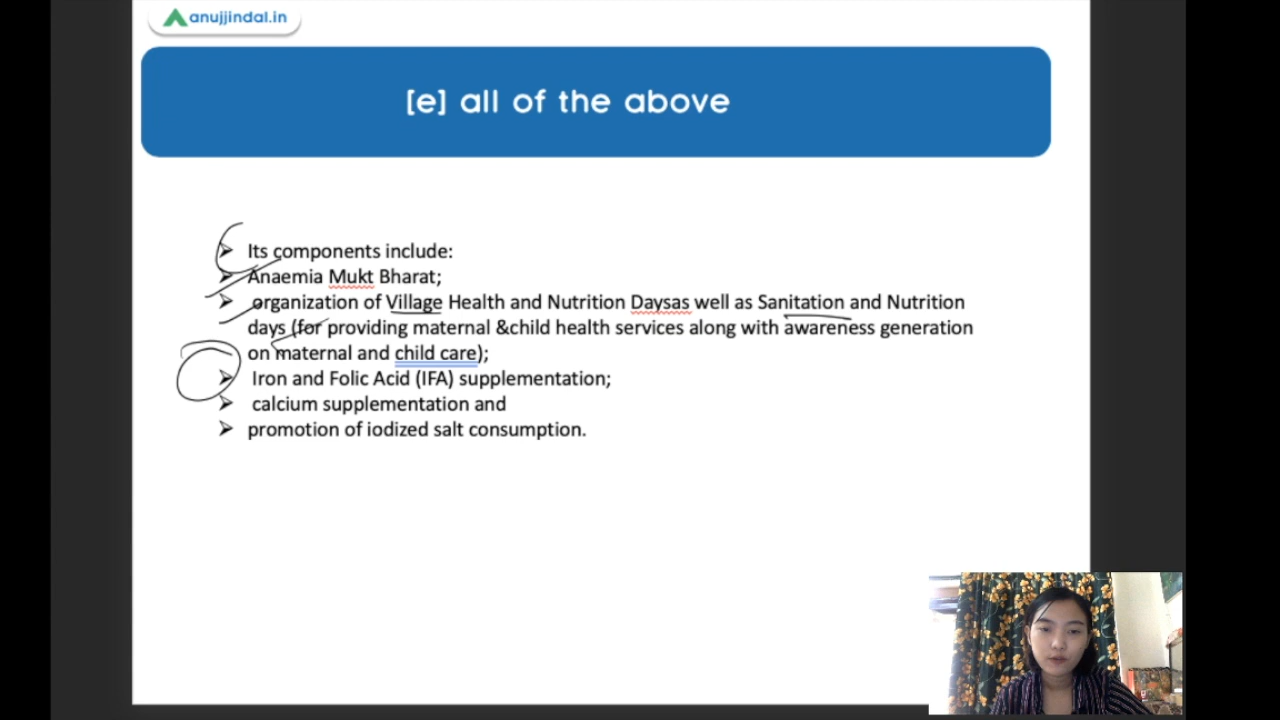 anujjindal.in
[e] all of the above
Its components include:
Anaemia Mukt Bharat;
organization of Village Health and Nutrition Daysas well as Sanitation and Nutrition
days (for providing maternal &child health services along with awareness generation
on maternal and child care);
Iron and Folic Acid (IFA) supplementation;
calcium supplementation and
promotion of iodized salt consumption.